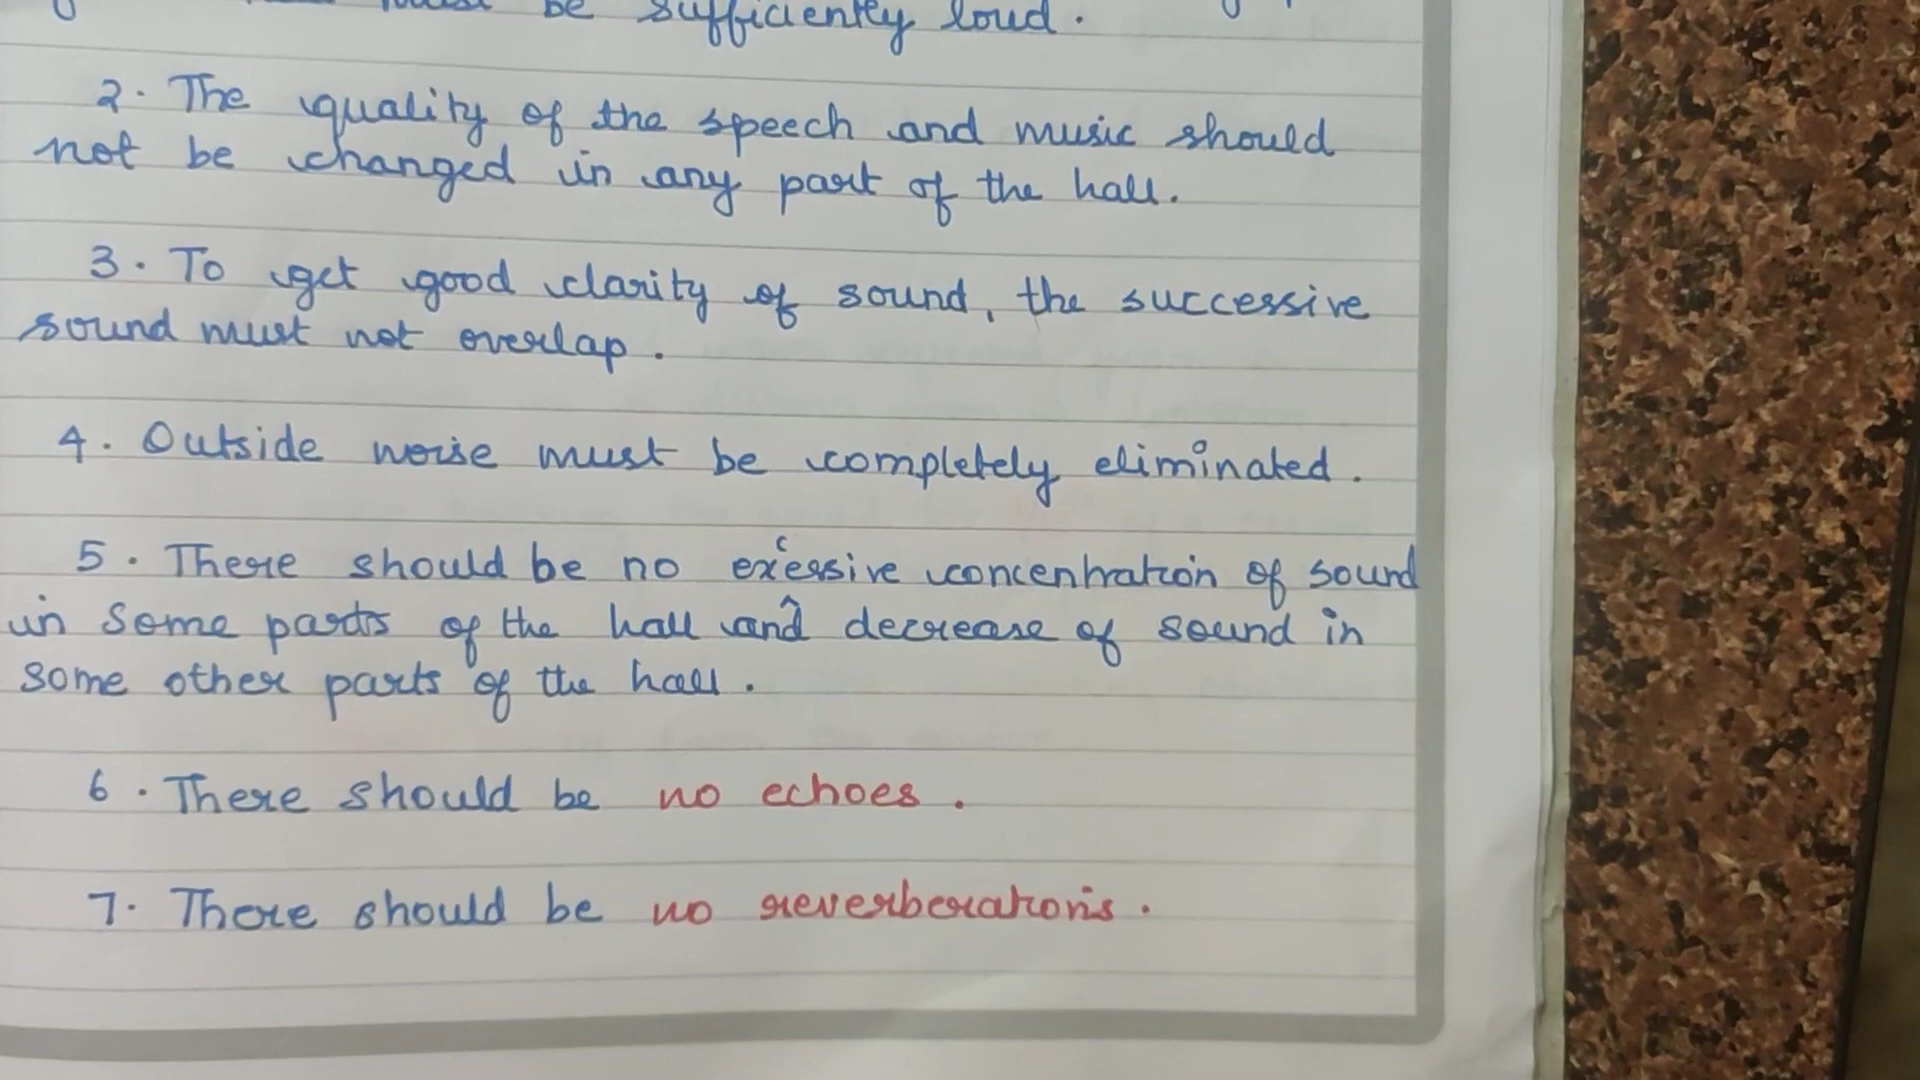 be sufficiently loud.
2. The quality of the speech and music should
not be changed in any part of the hall.
3. To get good clarity of sound, the successive
sound must not overlap.
4. Outside noise must be completely eliminated.
5. There should be no excessive concentration of sound
in some parts of the hall and decrease of sound in
some other parts of the hall.
6. There should be no echoes.
7. There should be no reverberations.